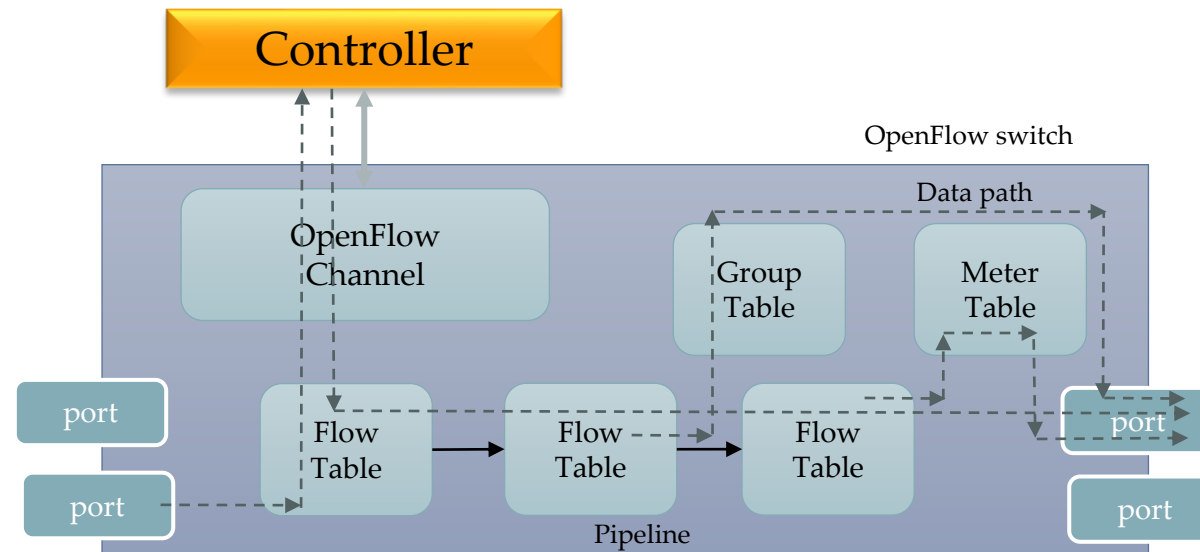 Controller
OpenFlow switch
Data path
OpenFlow
Channel
Group
Table
Meter
Table
port
port
Flow
Table
Flow
Table
Flow
Table
port
port
Pipeline